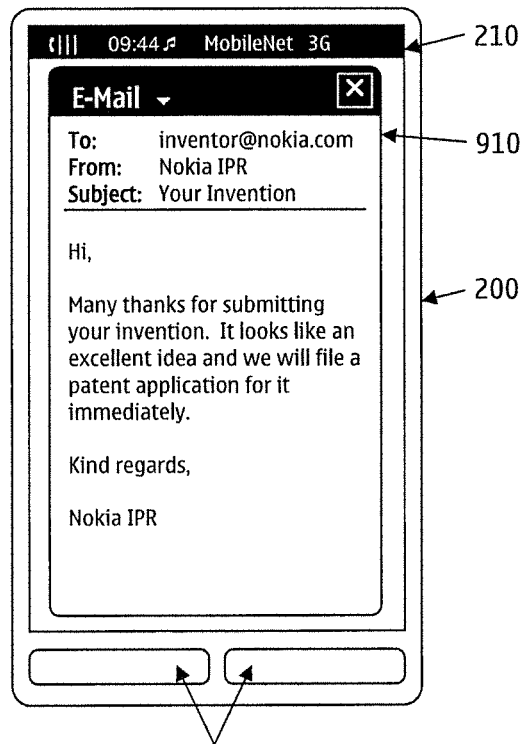 09:44 MobileNet 3G
210
E-Mail
910
To: inventor@nokia.com
From: Nokia IPR
Subject: Your Invention
200
Hi,
Many thanks for submitting
your invention. It looks like an
excellent idea and we will file a
patent application for it
immediately.
Kind regards,
Nokia IPR